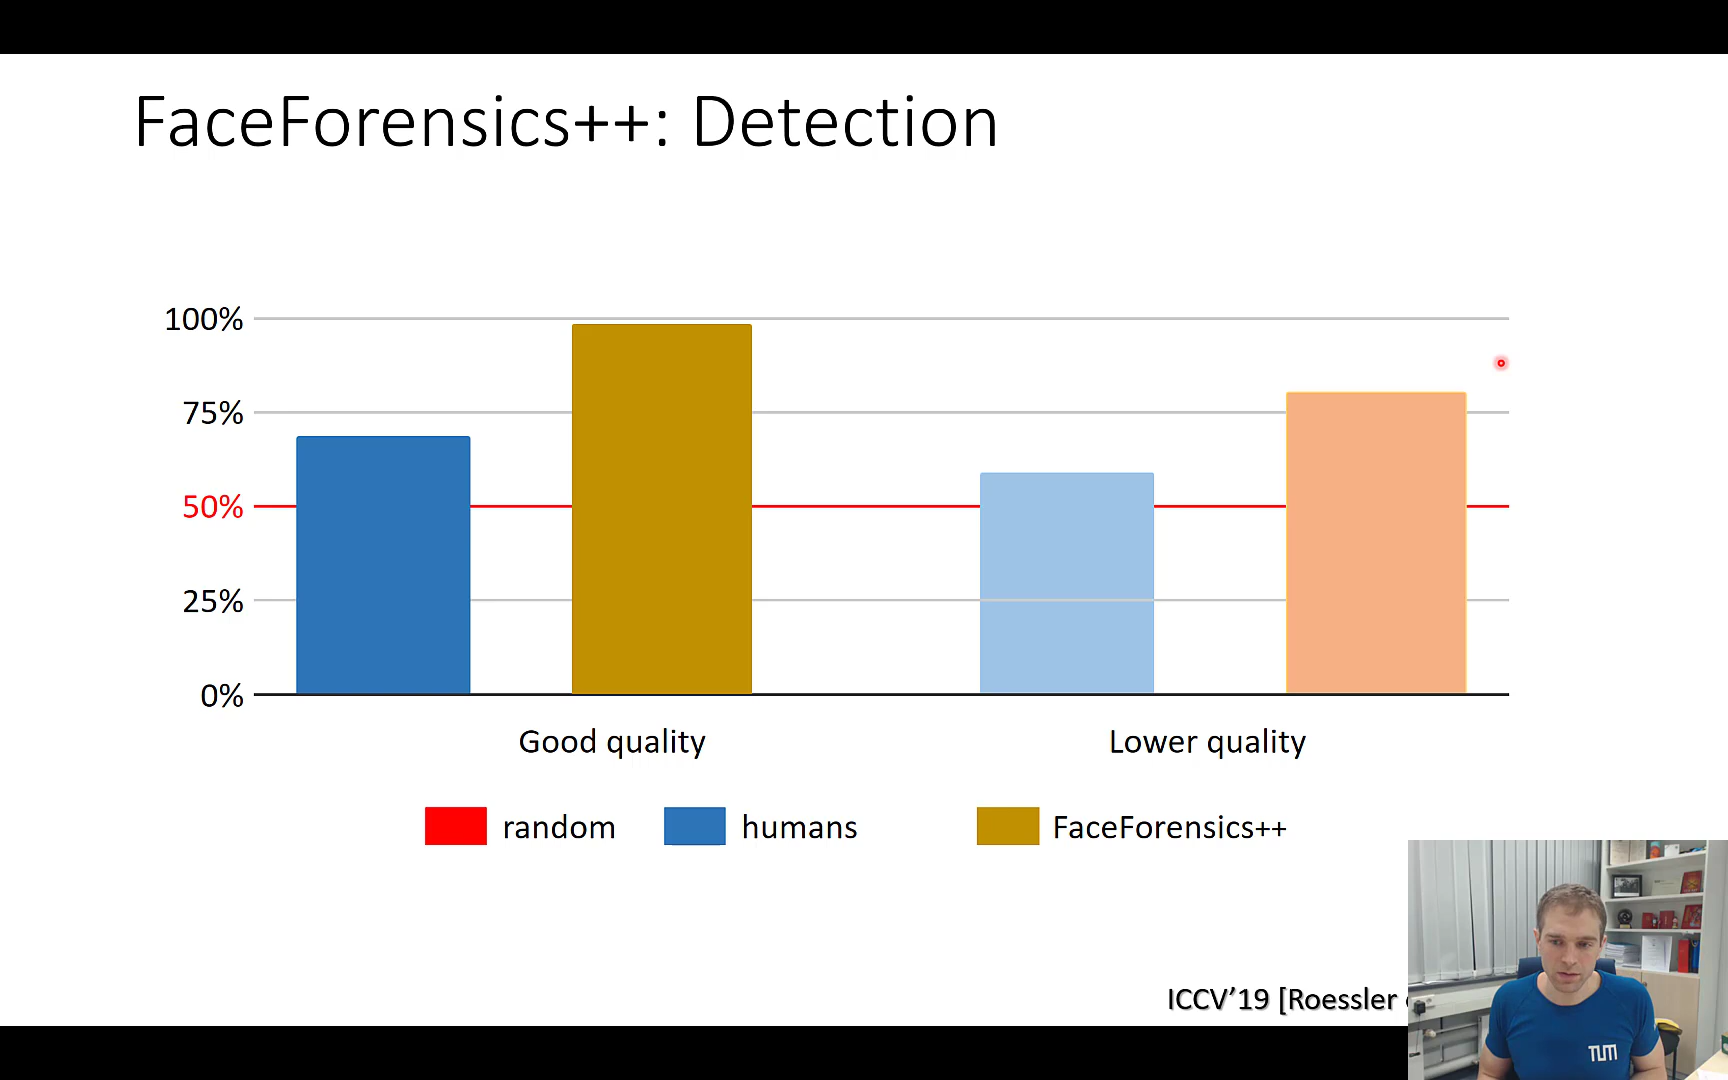 FaceForensics++: Detection
100%
75%
50%
25%
0%
Good quality
Lower quality
random
humans
FaceForensics++
ICCV’19 [Roessler
TUM